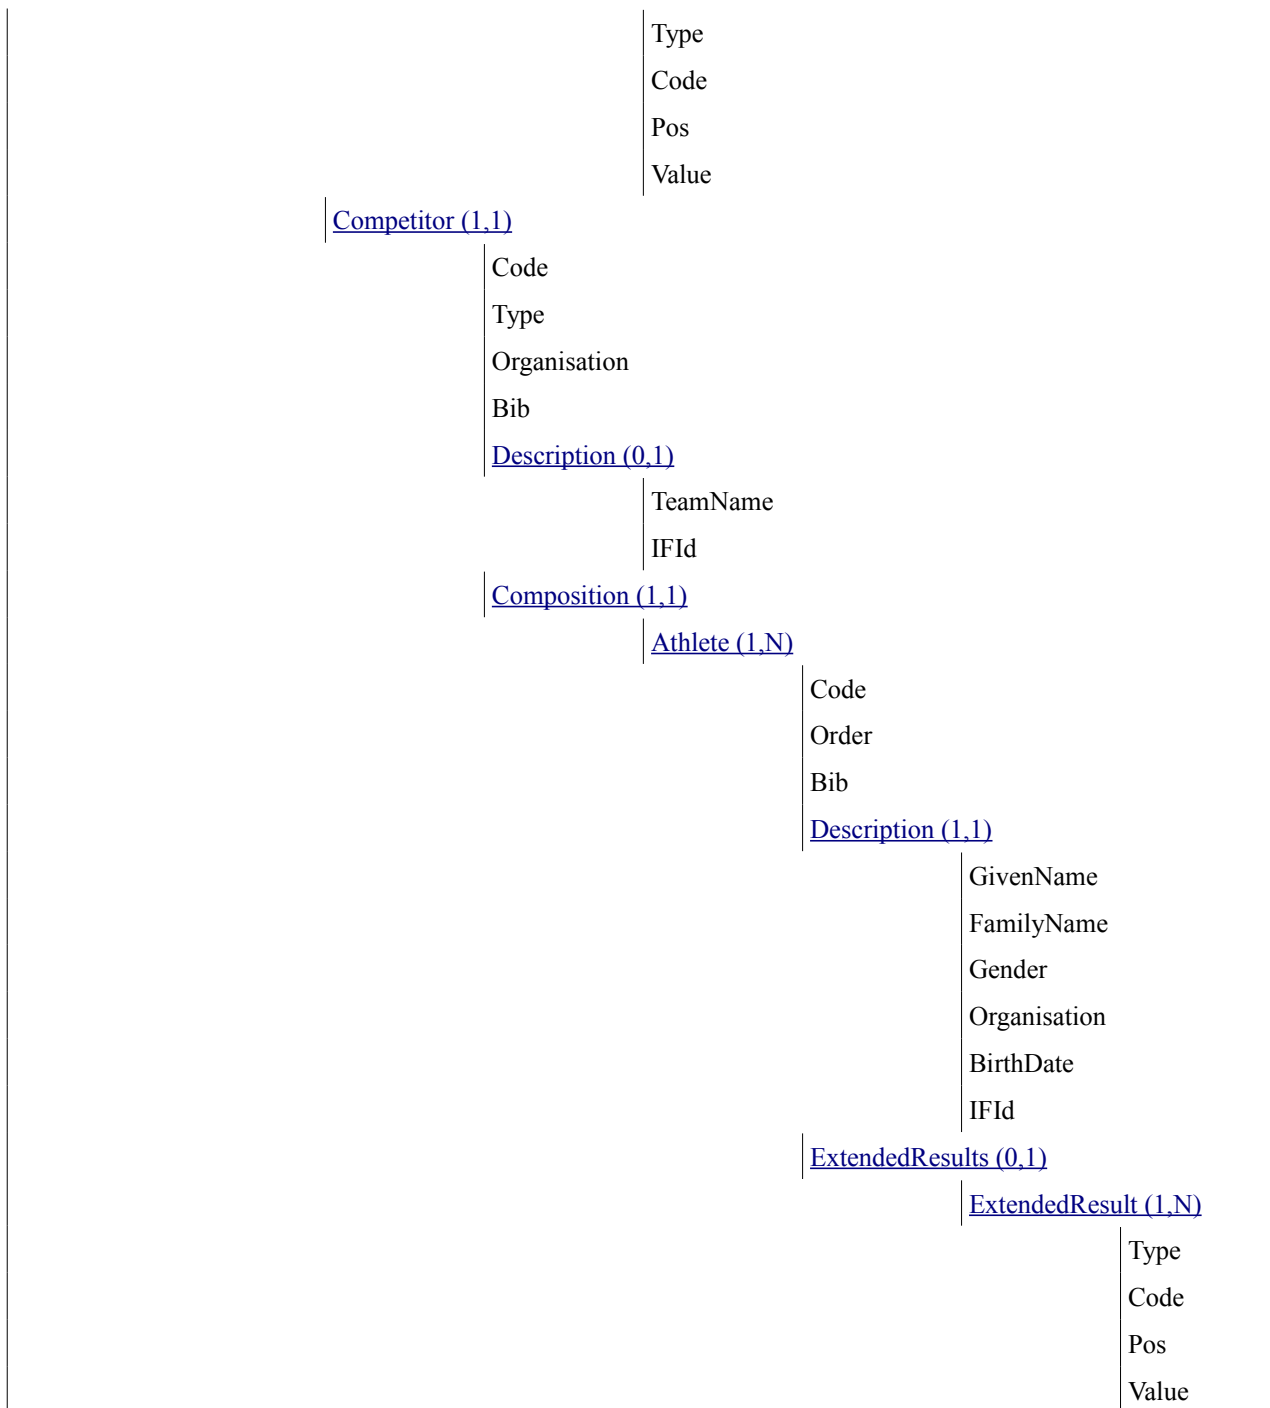 Type
Code
Pos
Value
Competitor (1,1)
Code
Type
Organisation
Bib
Description (0,1)
TeamName
IFId
Composition (1,1)
Athlete (1,N)
Code
Order
Bib
Description (1,1)
GivenName
FamilyName
Gender
Organisation
BirthDate
IFId
ExtendedResults (0,1)
ExtendedResult (1,N)
Type
Code
Pos
Value